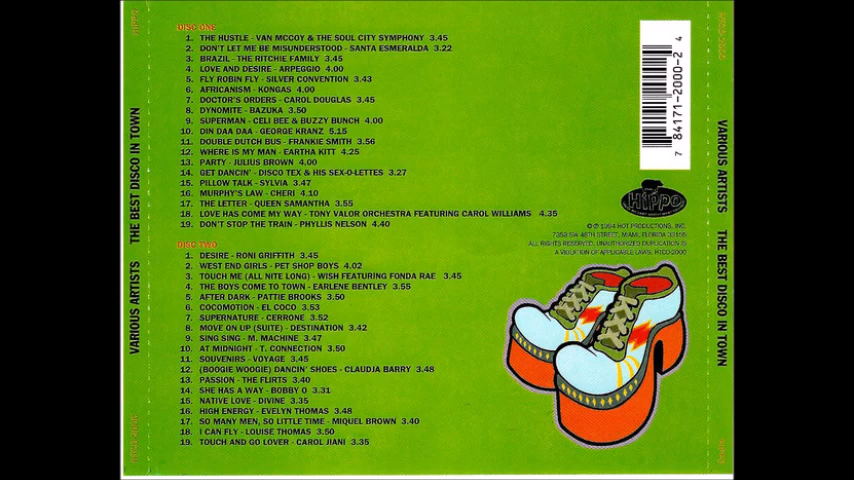 DISC ONE
1. THE HUSTLE - VAN MCCOY & THE SOUL CITY SYMPHONY 3.45
2. DON'T LET ME BE MISUNDERSTOOD - SANTA ESMERALDA 3.22
3. BRAZIL - THE RITCHIE FAMILY 3.45
4. LOVE AND DESIRE - ARPEGGIO 4.00
5. FLY ROBIN FLY - SILVER CONVENTION 3.43
6. AFRICANISM - KONGAS 4.00
7. DOCTOR'S ORDERS - CAROL DOUGLAS 3.45
8. DYNOMITE - BAZUKA 3.50
9. SUPERMAN - CELI BEE & BUZZY BUNCH 4.00
10. DIN DAA DAA - GEORGE KRANZ 5.15
11. DOUBLE DUTCH BUS - FRANKIE SMITH 3.56
12. WHERE IS MY MAN - EARTHA KITT 4.25
13. PARTY - JULIUS BROWN 4.00
14. GET DANCIN' - DISCO TEX & HIS SEX-O-LETTES 3.27
15. PILLOW TALK - SYLVIA 3.47
16. MURPHY'S LAW - CHERI 4.10
17. THE LETTER - QUEEN SAMANTHA 3.55
18. LOVE HAS COME MY WAY - TONY VALOR ORCHESTRA FEATURING CAROL WILLIAMS 4.35
19. DON'T STOP THE TRAIN - PHYLLIS NELSON 4.40
DISC TWO
1. DESIRE - RONI GRIFFITH 3.45
2. WEST END GIRLS - PET SHOP BOYS 4.02
3. TOUCH ME (ALL NITE LONG) - WISH FEATURING FONDA RAE 3.45
4. THE BOYS COME TO TOWN - EARLENE BENTLEY 3.55
5. AFTER DARK - PATTIE BROOKS 3.50
6. COCOMOTION - EL COCO 3.53
7. SUPERNATURE - CERRONE 3.52
8. MOVE ON UP (SUITE) - DESTINATION 3.42
9. SING SING - M. MACHINE 3.47
10. AT MIDNIGHT - T. CONNECTION 3.50
11. SOUVENIRS - VOYAGE 3.45
12. (BOOGIE WOOGIE) DANCIN' SHOES - CLAUDJA BARRY 3.48
13. PASSION - THE FLIRTS 3.40
14. SHE HAS A WAY - BOBBY O 3.31
15. NATIVE LOVE - DIVINE 3.35
16. HIGH ENERGY - EVELYN THOMAS 3.48
17. SO MANY MEN, SO LITTLE TIME - MIQUEL BROWN 3.40
18. I CAN FLY - LOUISE THOMAS 3.50
19. TOUCH AND GO LOVER - CAROL JIANI 3.35
VARIOUS ARTISTS THE BEST DISCO IN TOWN
7 84171-2000-2 4
HIPPO
℗ © 1994 HOT PRODUCTIONS, INC.
STREET, MIAMI, FLORIDA
ALL RIGHTS RESERVED. UNAUTHORIZED DUPLICATION IS
A VIOLATION OF APPLICABLE LAWS.
VARIOUS ARTISTS THE BEST DISCO IN TOWN